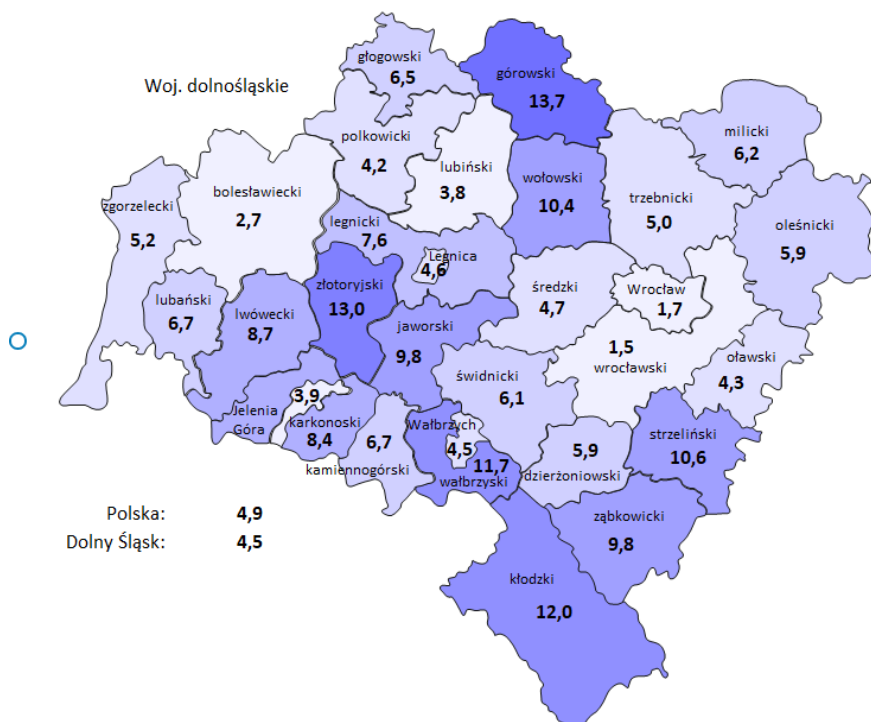 głogowski
6,5
górowski
13,7
Woj. dolnośląskie
milicki
6,2
polkowicki
4,2
lubiński
3,8
wołowski
10,4
trzebnicki
5,0
zgorzelecki
5,2
bolesławiecki
2,7
legnicki
7,6
oleśnicki
5,9
Legnica
4,6
złotoryjski
13,0
średzki
4,7
Wrocław
1,7
lubański
6,7
lwówecki
8,7
jaworski
9,8
1,5
wrocławski
oławski
4,3
świdnicki
6,1
3,9
Jelenia
Góra
karkonoski
8,4
6,7
kamiennogórski
Wałbrzych
4,5
11,7
wałbrzyski
5,9
dzierżoniowski
strzeliński
10,6
Polska: 4,9
Dolny Śląsk: 4,5
ząbkowicki
9,8
kłodzki
12,0